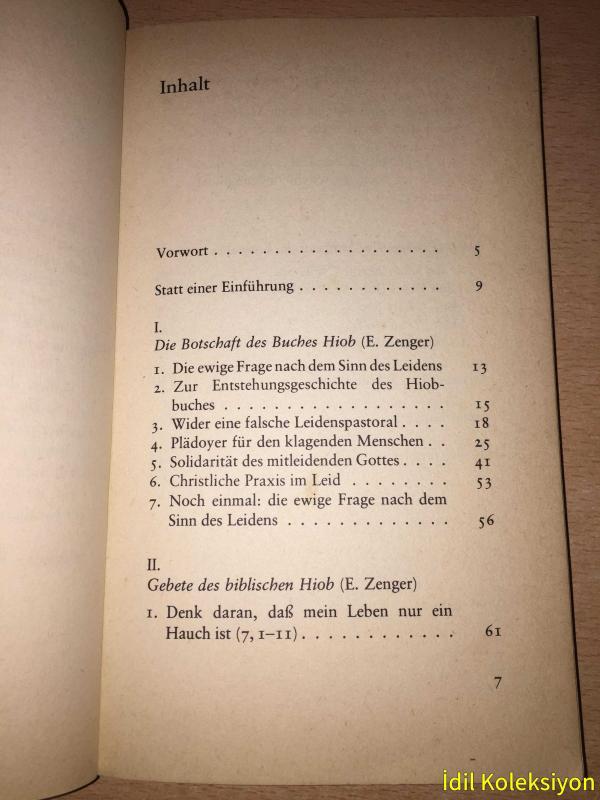 Inhalt
Vorwort . . . . . . . . . . . . . . . . . . . 5
Statt einer Einführung . . . . . . . . . . . . 9
I.
Die Botschaft des Buches Hiob (E. Zenger)
1. Die ewige Frage nach dem Sinn des Leidens 13
2. Zur Entstehungsgeschichte des Hiob-
buches . . . . . . . . . . . . . . . . . . 15
3. Wider eine falsche Leidenspastoral . . . . 18
4. Plädoyer für den klagenden Menschen . . 25
5. Solidarität des mitleidenden Gottes . . . . 41
6. Christliche Praxis im Leid . . . . . . . . 53
7. Noch einmal: die ewige Frage nach dem
Sinn des Leidens . . . . . . . . . . . . . 56
II.
Gebete des biblischen Hiob (E. Zenger)
1. Denk daran, daß mein Leben nur ein
Hauch ist (7, 1–11) . . . . . . . . . . . . 61
7
İdil Koleksiyon